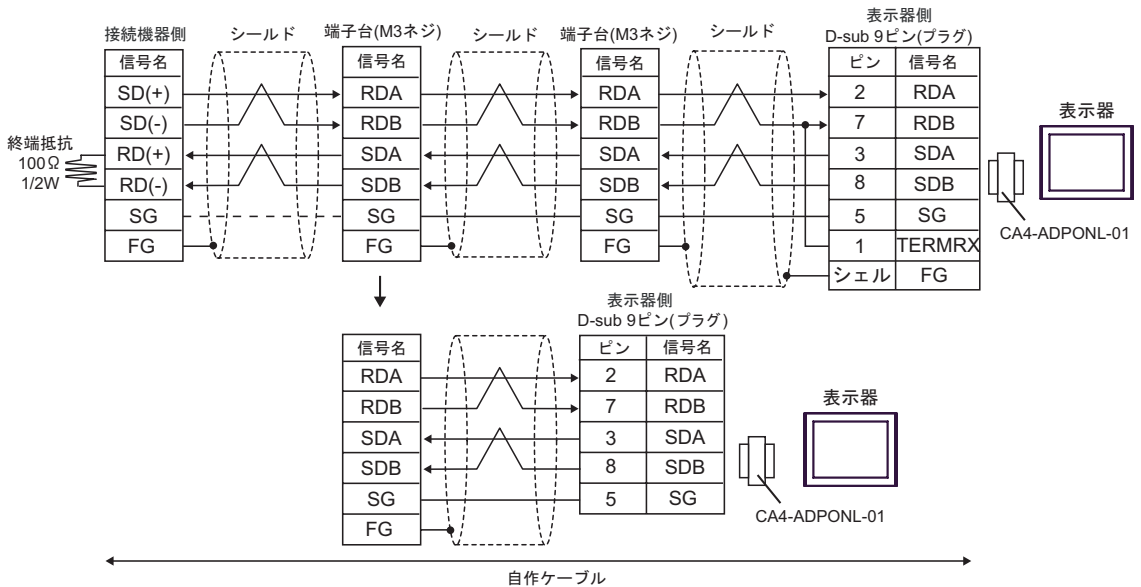 接続機器側
シールド
端子台(M3ネジ)
シールド
端子台(M3ネジ)
シールド
表示器側
D-sub 9ピン(プラグ)
信号名
信号名
信号名
ピン 信号名
SD(+)
RDA
RDA
2 RDA
SD(-)
RDB
RDB
7 RDB
RD(+)
SDA
SDA
3 SDA
RD(-)
SDB
SDB
8 SDB
SG
SG
SG
5 SG
FG
FG
FG
1 TERMRX
シェル FG
終端抵抗
100Ω
1/2W
表示器
CA4-ADPONL-01
表示器側
D-sub 9ピン(プラグ)
信号名
ピン 信号名
RDA
2 RDA
RDB
7 RDB
SDA
3 SDA
SDB
8 SDB
SG
5 SG
FG
表示器
CA4-ADPONL-01
自作ケーブル